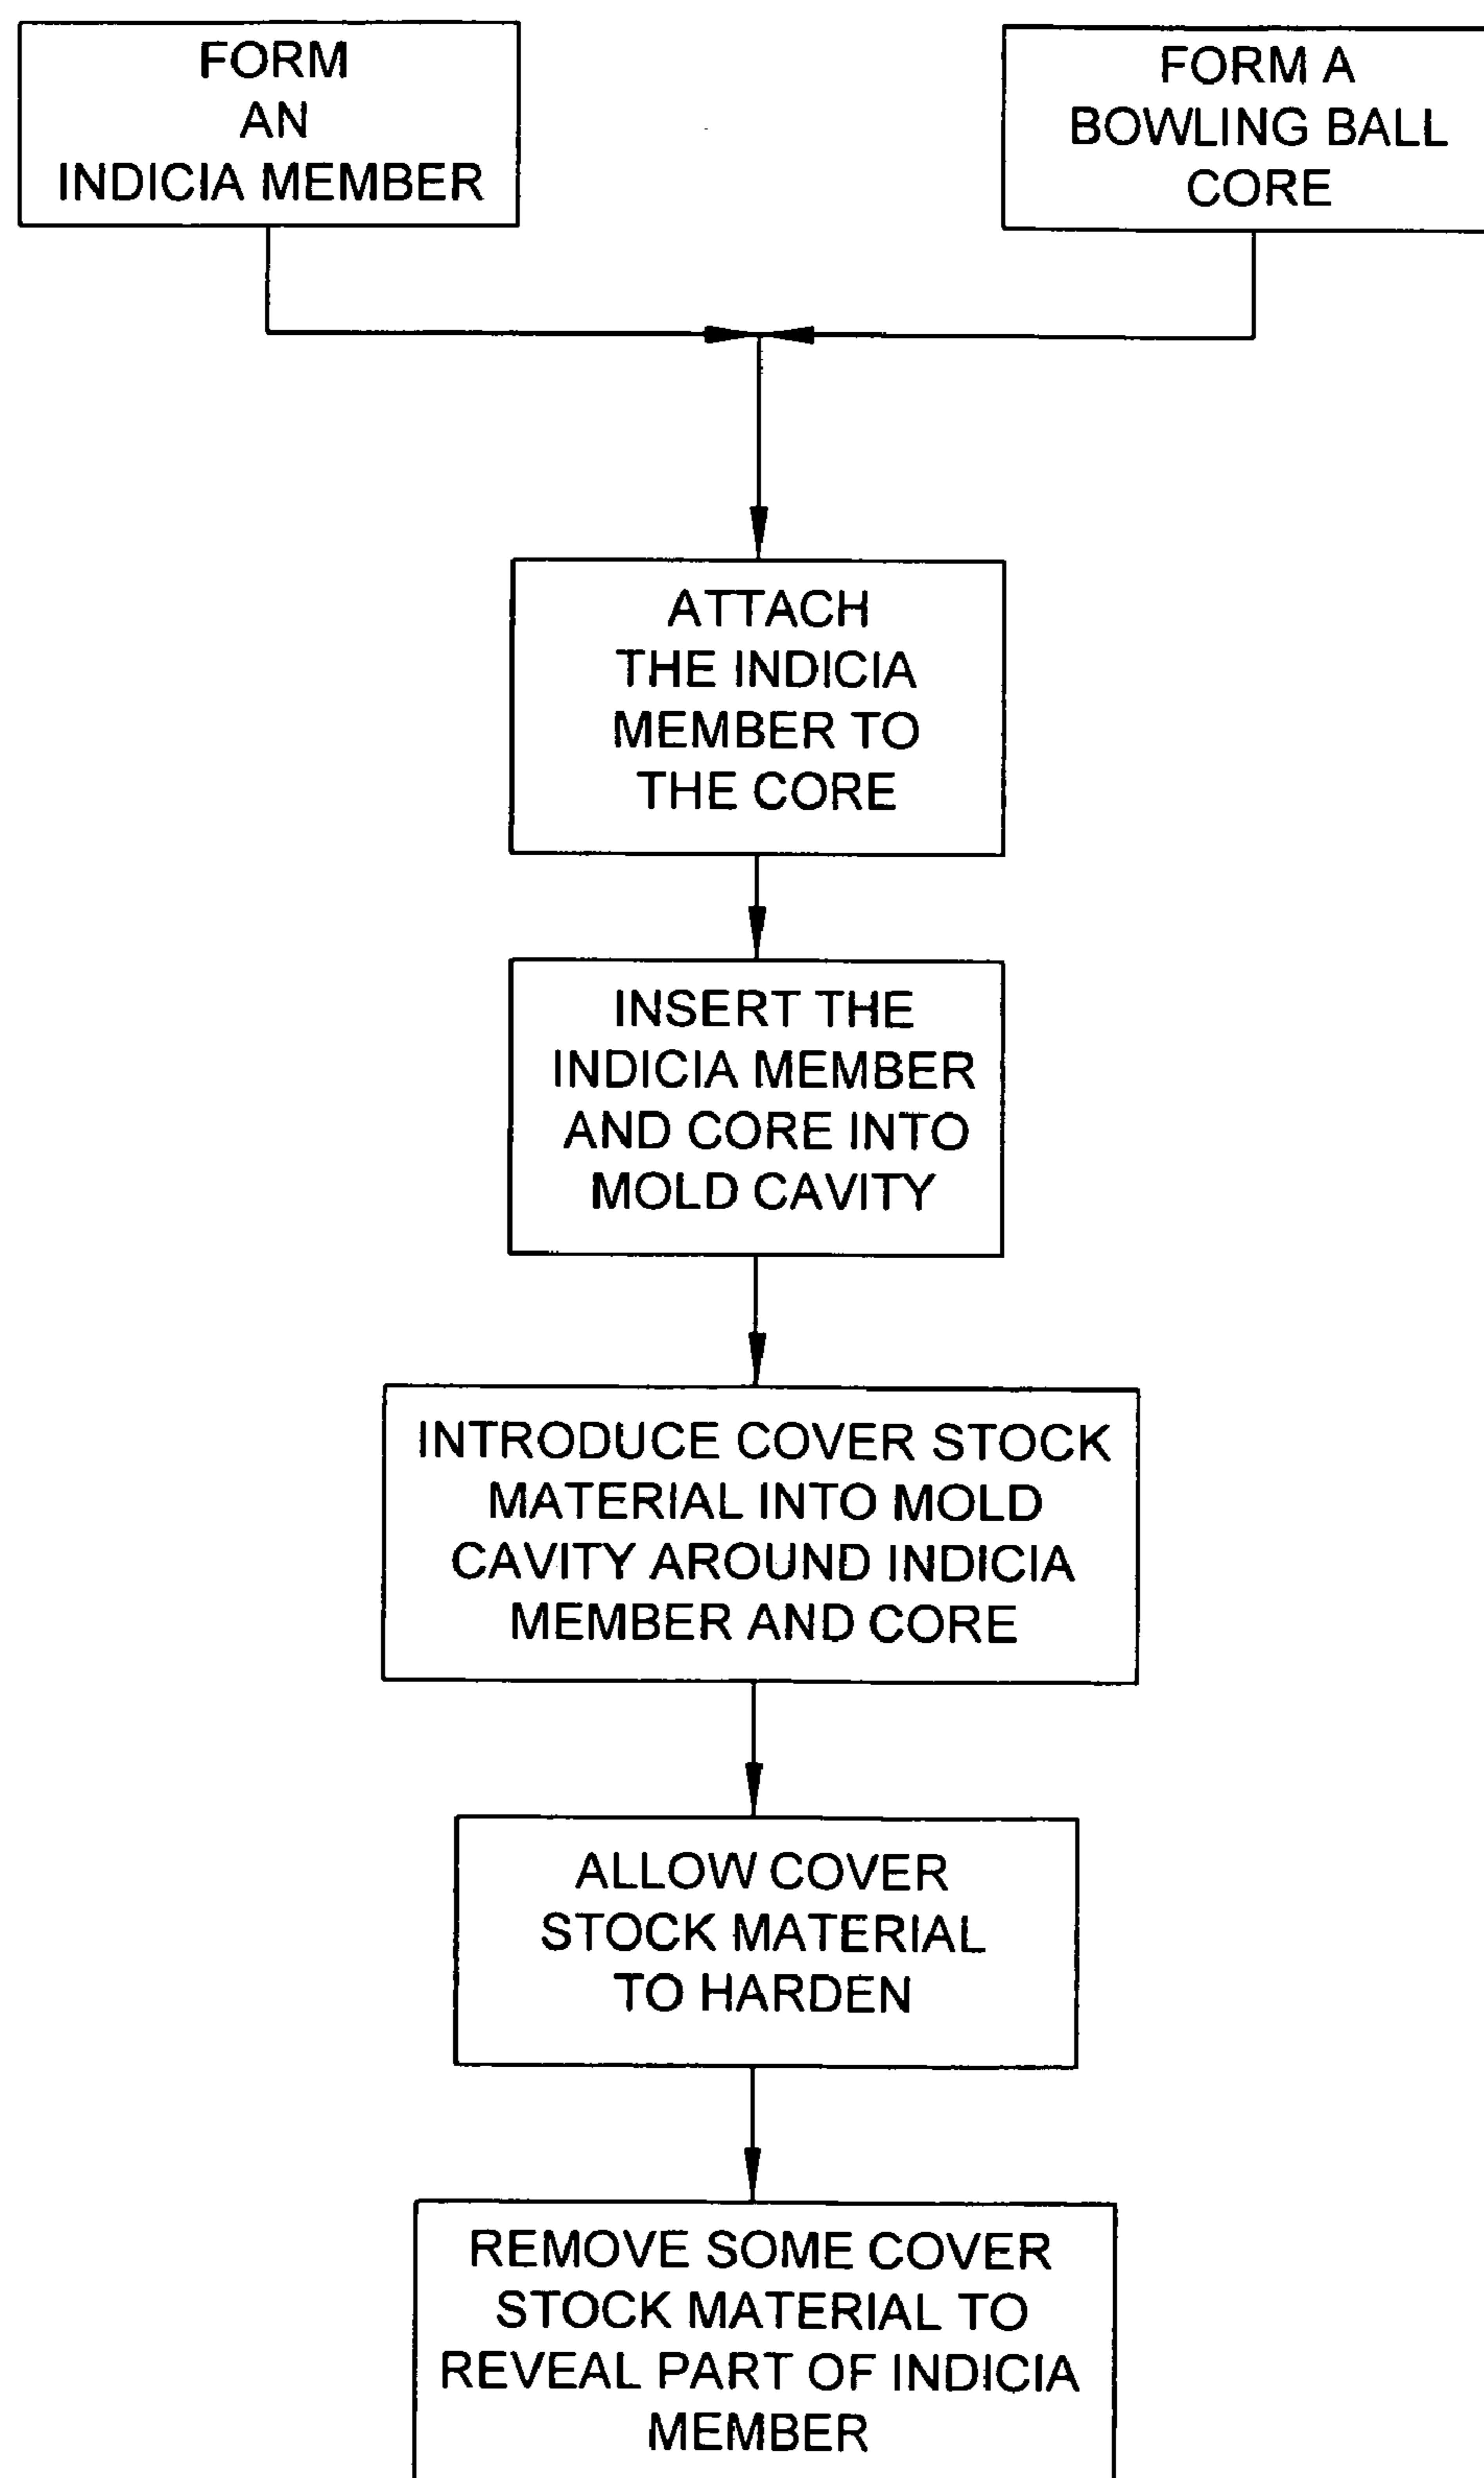 FORM
AN
INDICIA MEMBER
FORM A
BOWLING BALL
CORE
ATTACH
THE INDICIA
MEMBER TO
THE CORE
INSERT THE
INDICIA MEMBER
AND CORE INTO
MOLD CAVITY
INTRODUCE COVER STOCK
MATERIAL INTO MOLD
CAVITY AROUND INDICIA
MEMBER AND CORE
ALLOW COVER
STOCK MATERIAL
TO HARDEN
REMOVE SOME COVER
STOCK MATERIAL TO
REVEAL PART OF INDICIA
MEMBER